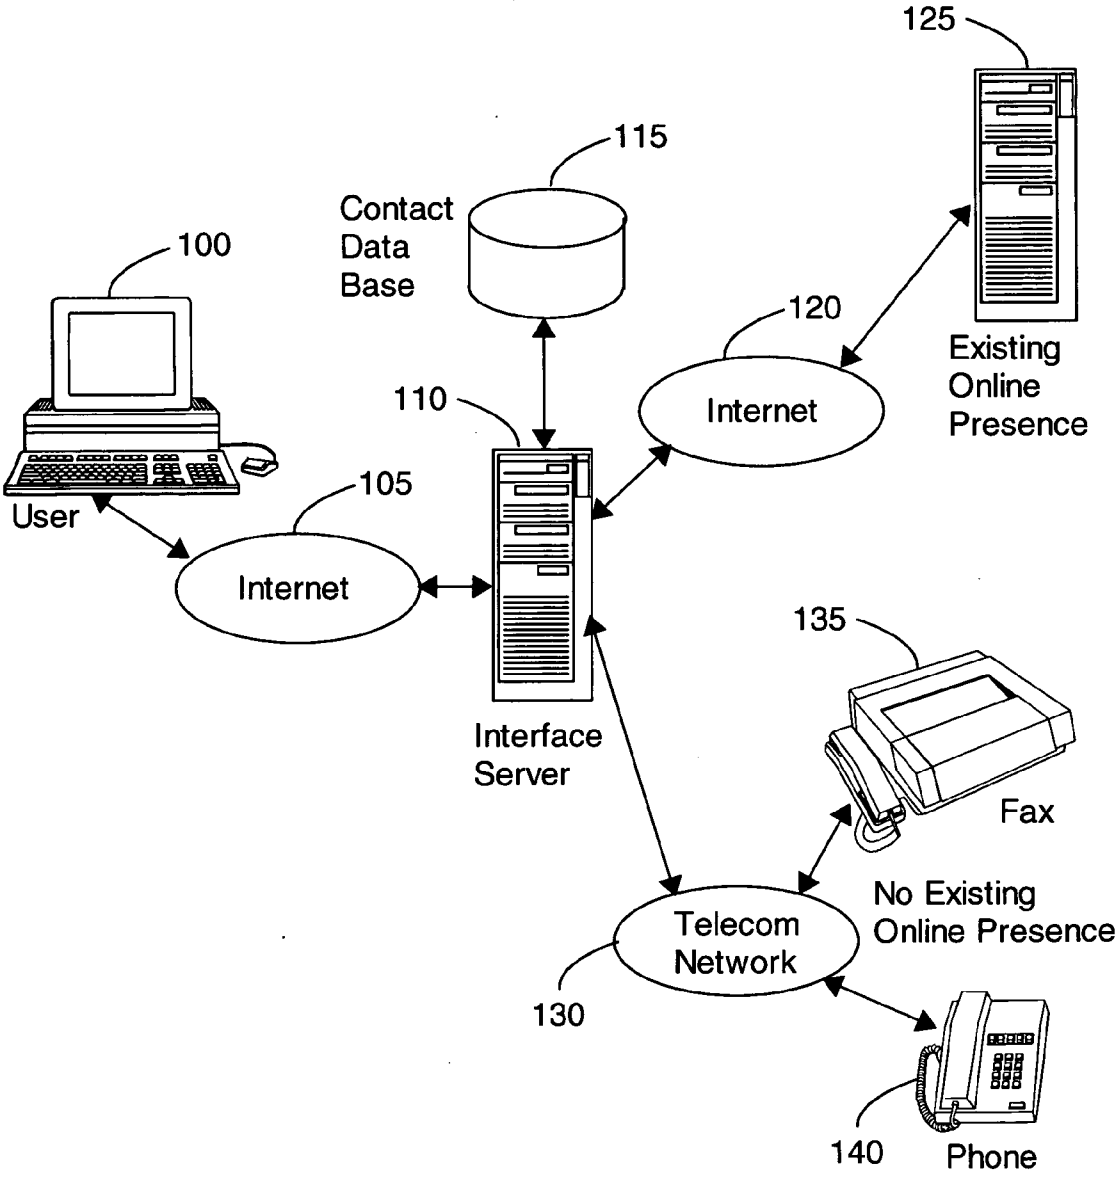 125
115
Contact
Data
Base
100
120
Existing
Online
Presence
110
Internet
105
User
Internet
135
Interface
Server
Fax
No Existing
Online Presence
Telecom
Network
130
140
Phone